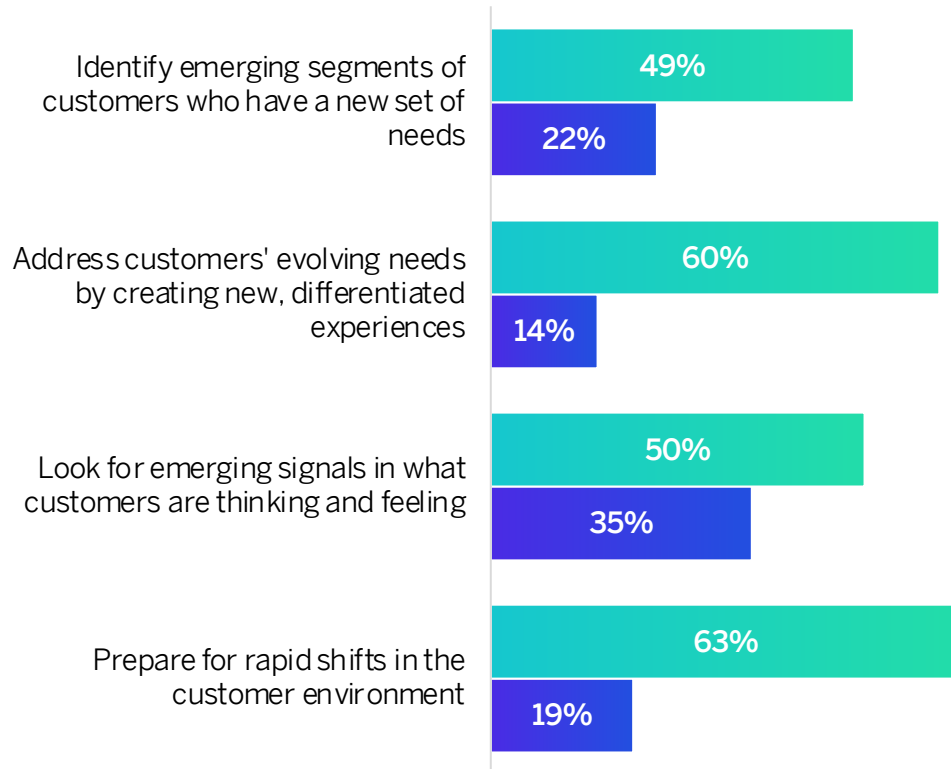 Identify emerging segments of
customers who have a new set of
needs
49%
22%
Address customers' evolving needs
by creating new, differentiated
experiences
60%
14%
Look for emerging signals in what
customers are thinking and feeling
50%
35%
Prepare for rapid shifts in the
customer environment
63%
19%